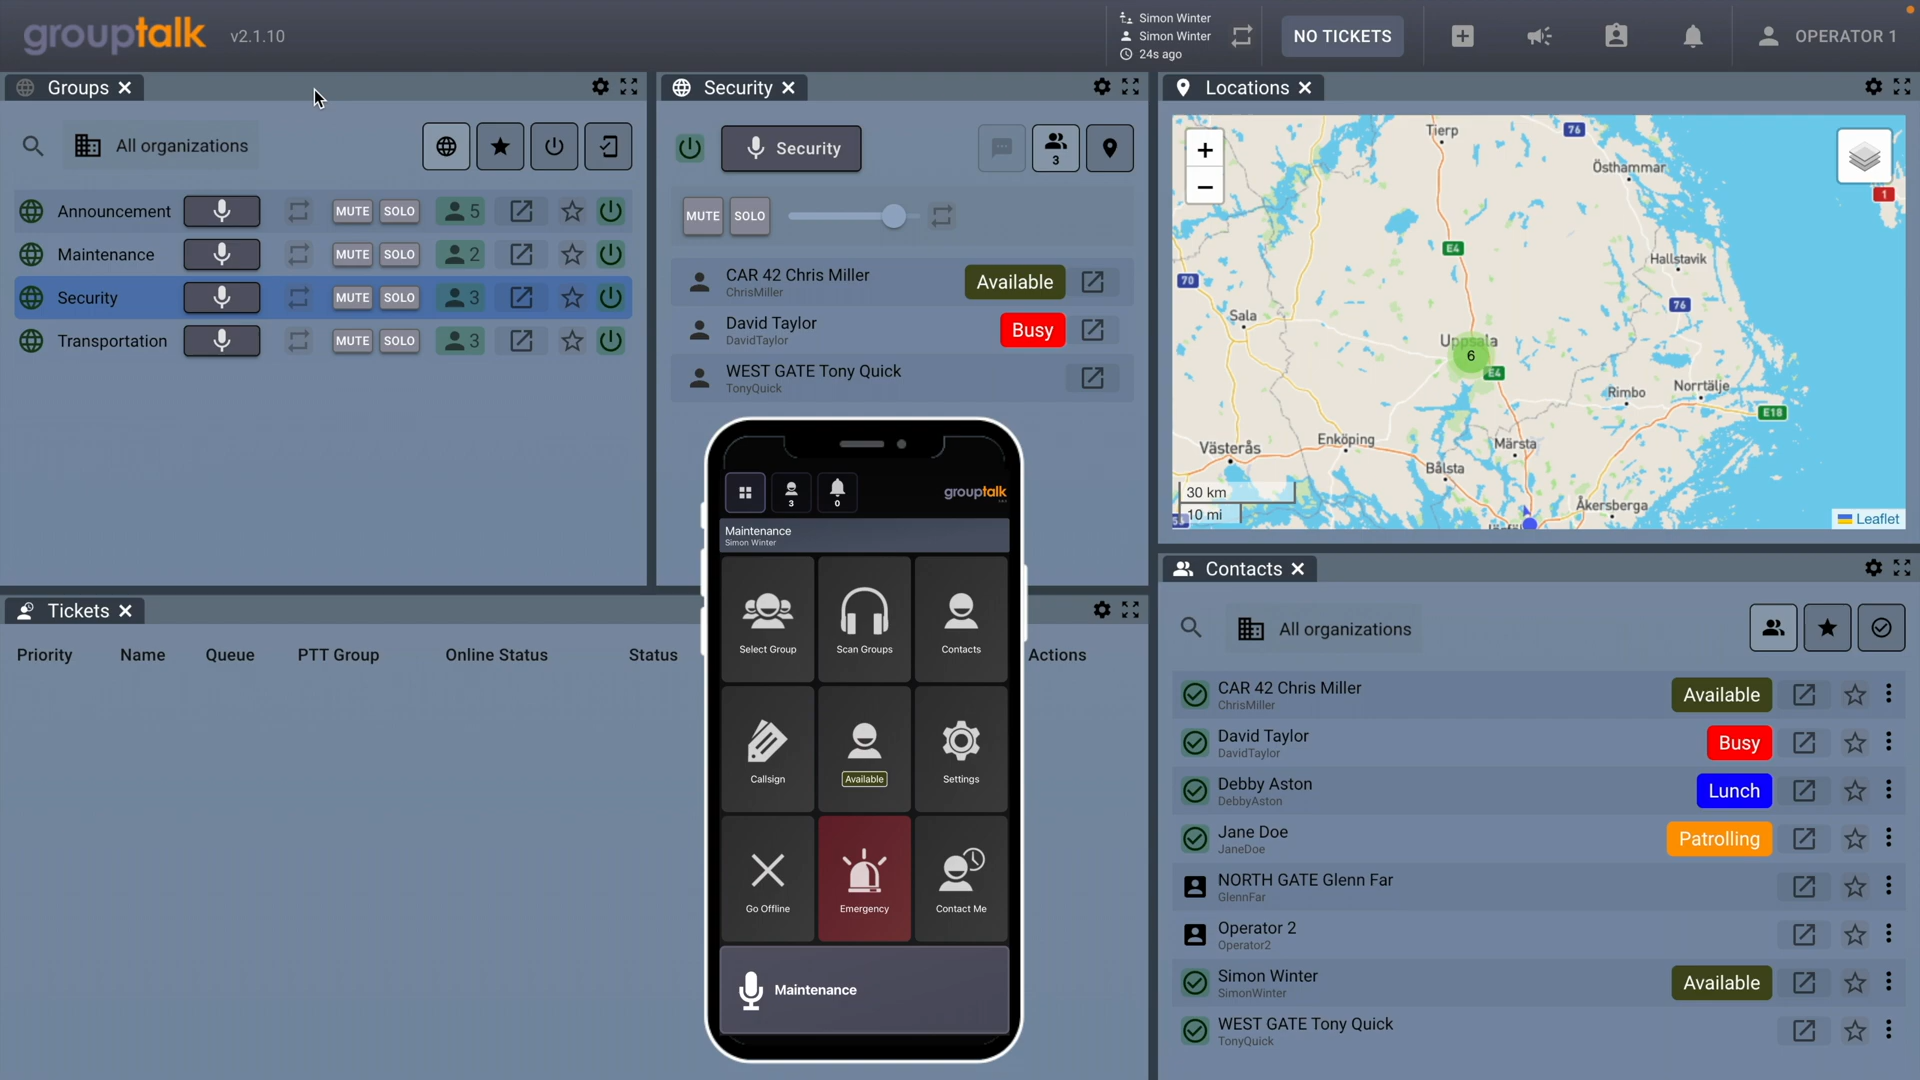 grouptalk v2.1.10
Simon Winter
Simon Winter
24s ago
NO TICKETS
OPERATOR 1
Groups
All organizations
Announcement MUTE SOLO 5
Maintenance MUTE SOLO 2
Security MUTE SOLO 3
Transportation MUTE SOLO 3
Security
Security
3
MUTE SOLO
CAR 42 Chris Miller
ChrisMiller
Available
David Taylor
DavidTaylor
Busy
WEST GATE Tony Quick
TonyQuick
Locations
+
−
Tierp
76
Östhammar
1
E4
Hallstavik
70
76
Sala
Uppsala
6
E4
Rimbo
Norrtälje
E18
Västerås
Enköping
Märsta
Bålsta
Åkersberga
30 km
10 mi
Leaflet
Tickets
Priority Name Queue PTT Group Online Status Status Actions
3
0
grouptalk
Maintenance
Simon Winter
Select Group
Scan Groups
Contacts
Callsign
Available
Settings
Go Offline
Emergency
Contact Me
Maintenance
Contacts
All organizations
CAR 42 Chris Miller
ChrisMiller
Available
David Taylor
DavidTaylor
Busy
Debby Aston
DebbyAston
Lunch
Jane Doe
JaneDoe
Patrolling
NORTH GATE Glenn Far
GlennFar
Operator 2
Operator2
Simon Winter
SimonWinter
Available
WEST GATE Tony Quick
TonyQuick